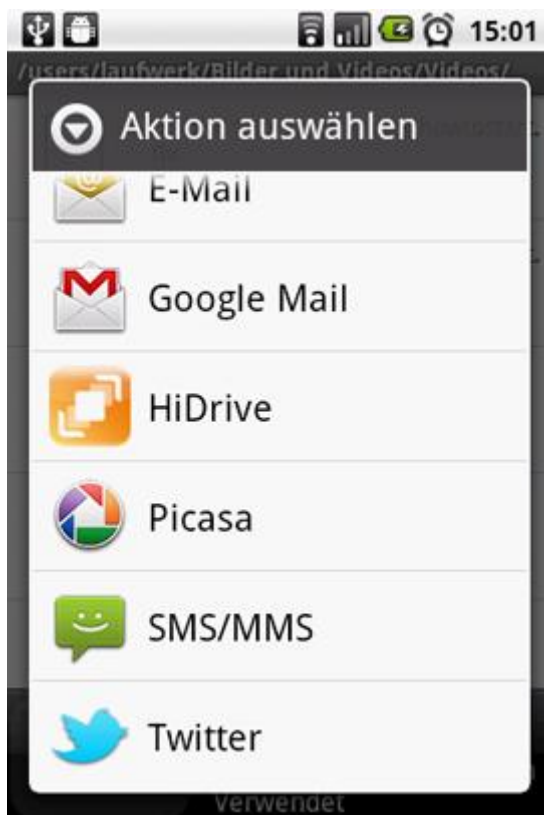 15:01
/users/laufwerk/Bilder und Videos/Videos/
Aktion auswählen
E-Mail
Google Mail
HiDrive
Picasa
SMS/MMS
Twitter
Verwendet